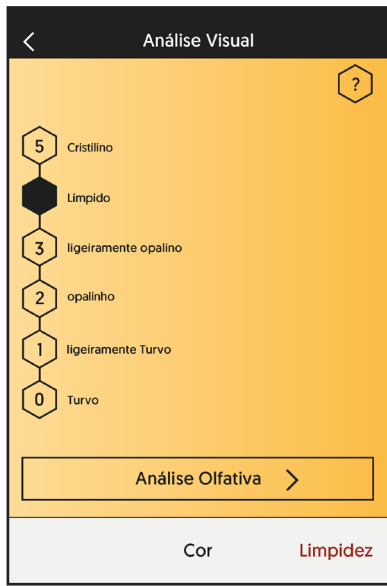 Análise Visual
?
5 Cristilino
Límpido
3 ligeiramente opalino
2 opalinho
1 ligeiramente Turvo
0 Turvo
Análise Olfativa
Cor Limpidez